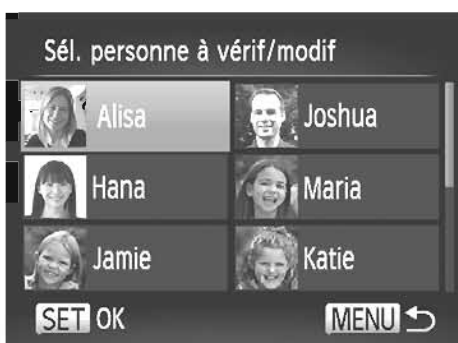 Sél. personne à vérif/modif
Alisa Joshua
Hana Maria
Jamie Katie
SET OK MENU